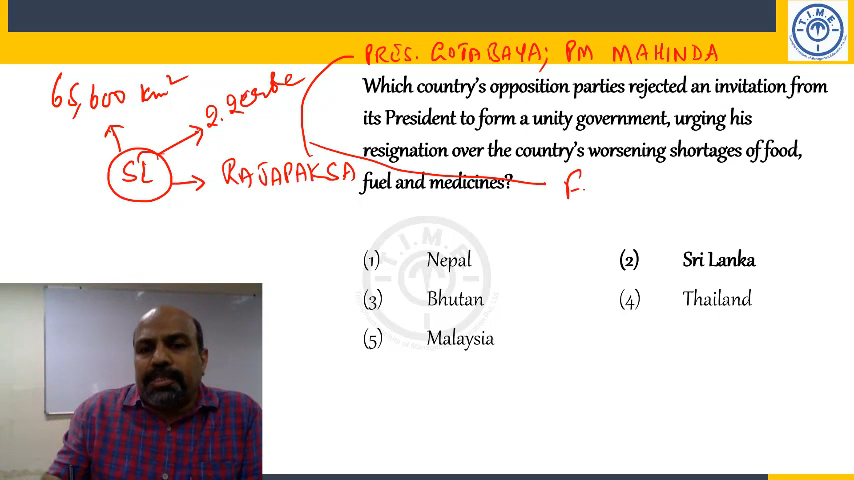 T.I.M.E.
PRES. GOTABAYA; PM MAHINDA
65,600 km²
2.2 crore
SL
RAJAPAKSA
Which country's opposition parties rejected an invitation from
its President to form a unity government, urging his
resignation over the country's worsening shortages of food,
fuel and medicines?
F.
(1) Nepal (2) Sri Lanka
(3) Bhutan (4) Thailand
(5) Malaysia
T.I.M.E.